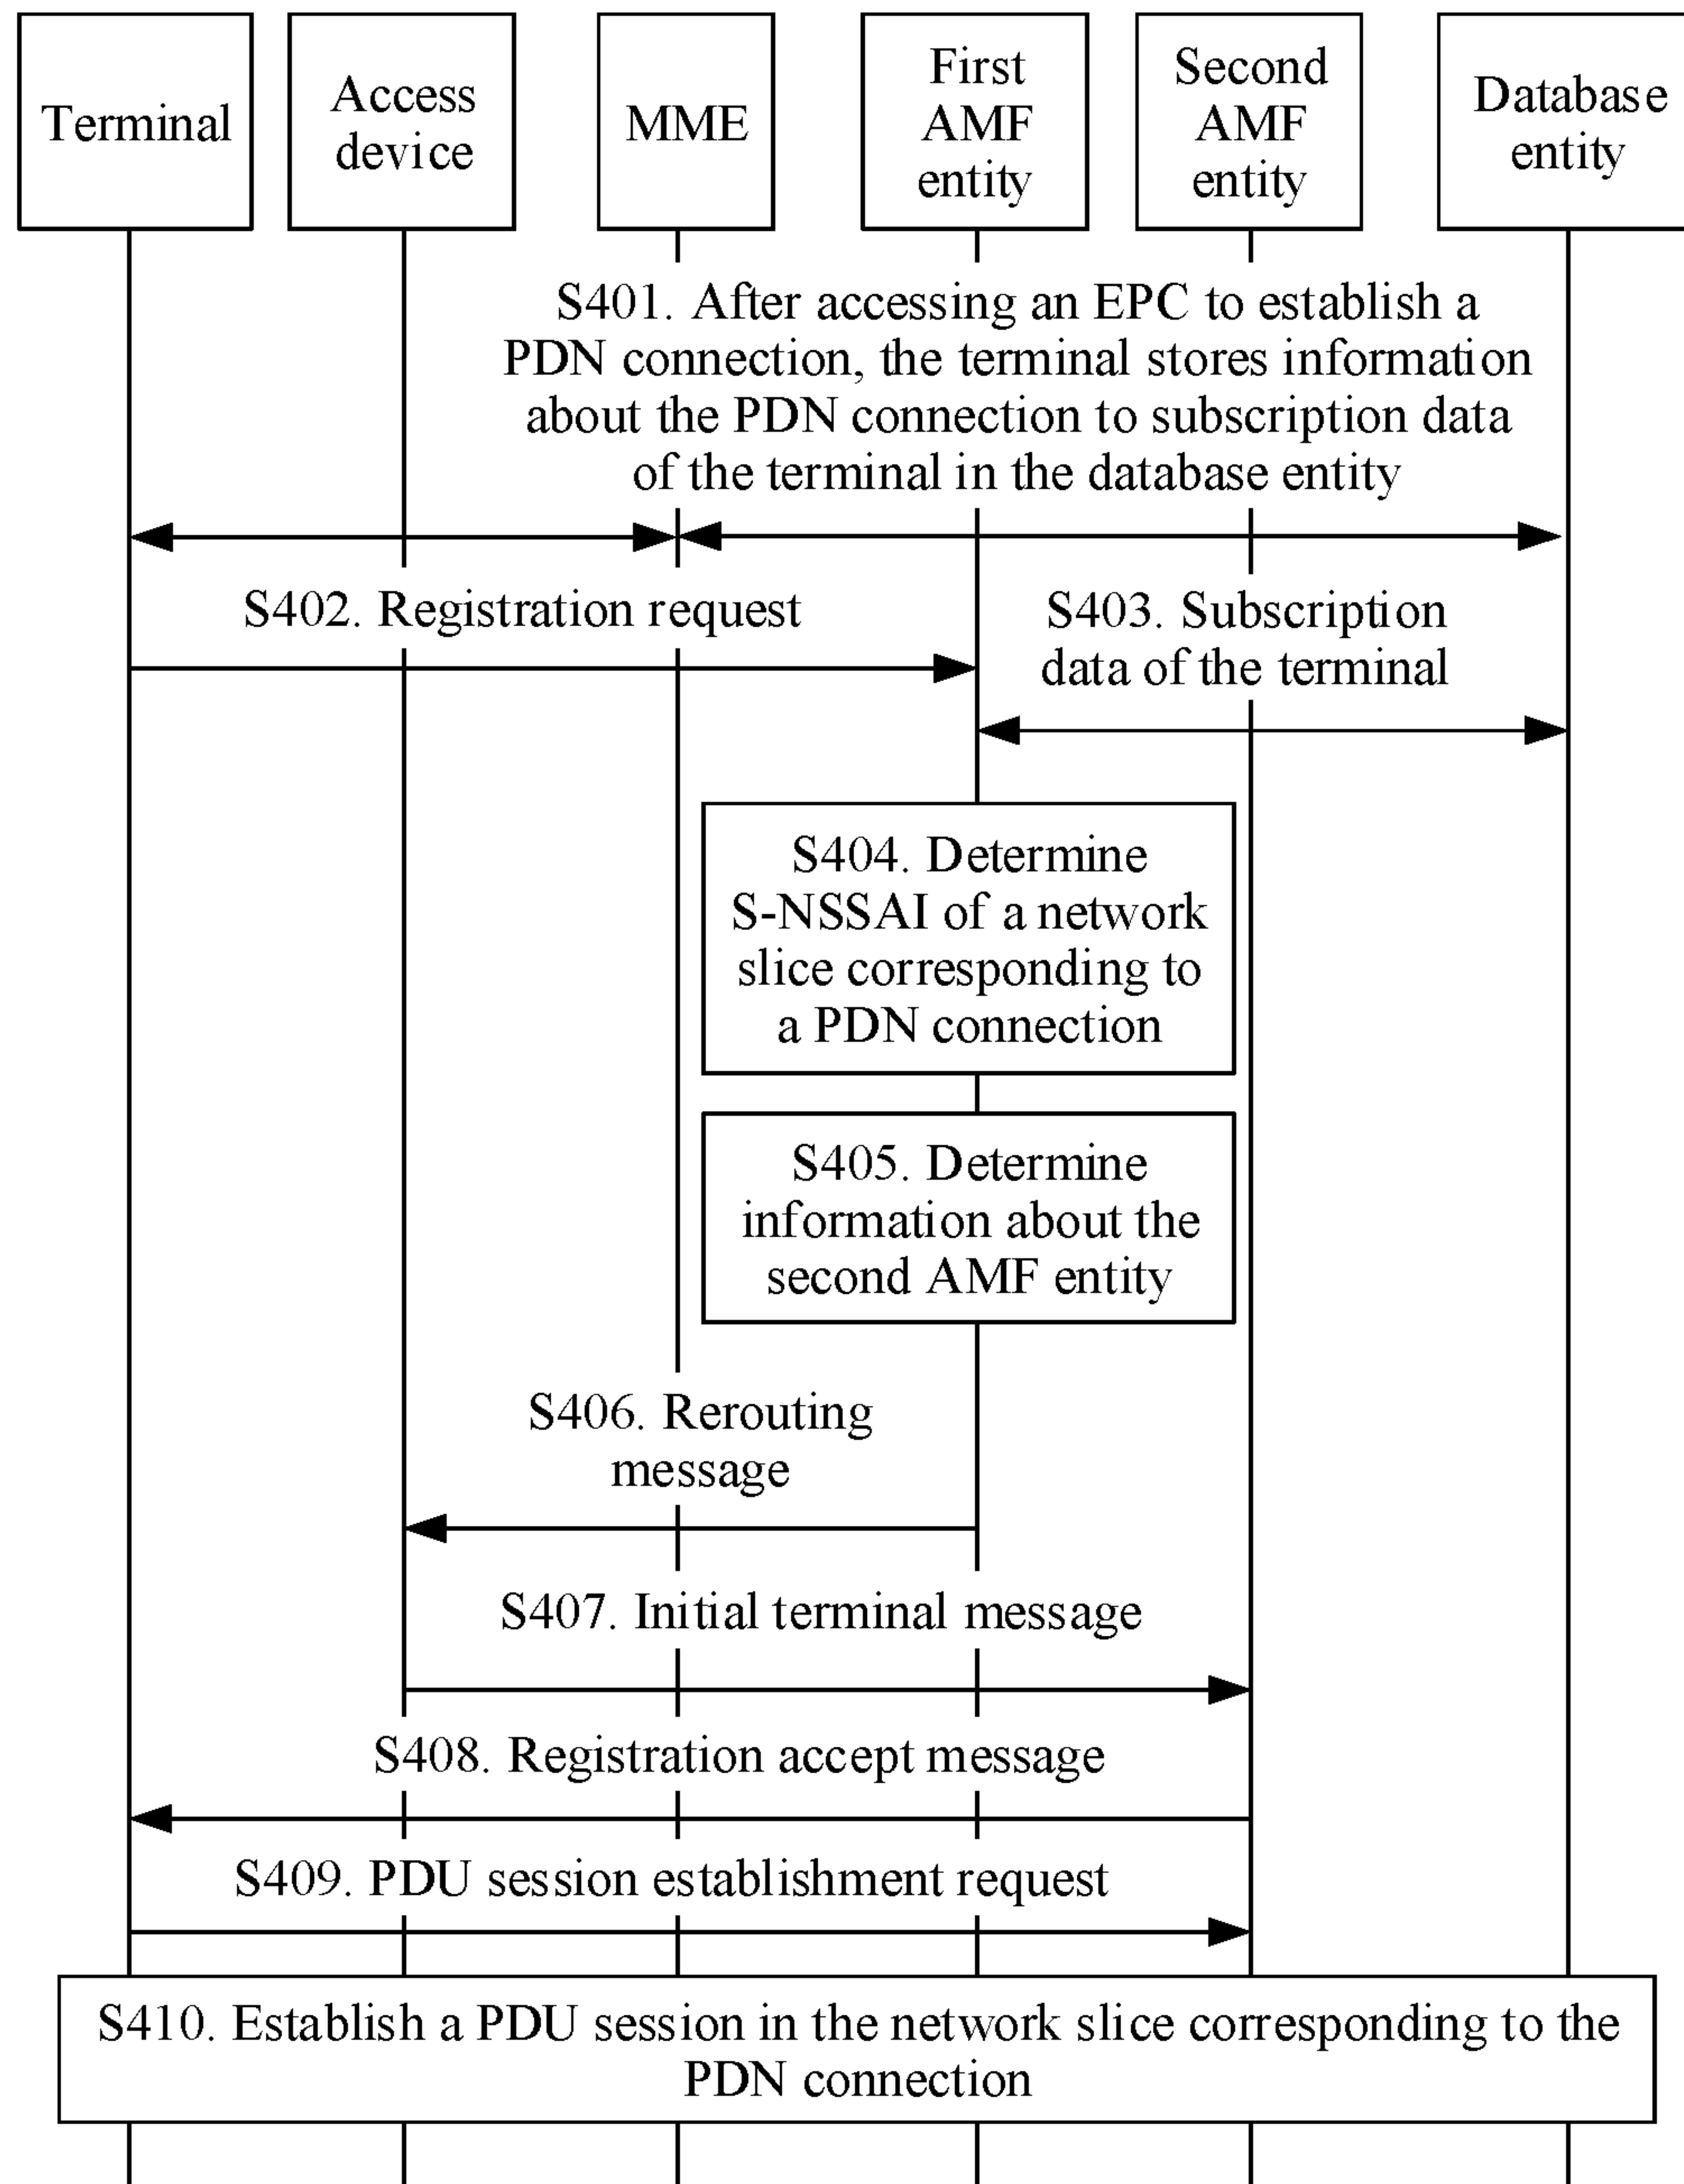 Terminal
Access
device
MME
First
AMF
entity
Second
AMF
entity
Database
entity
S401. After accessing an EPC to establish a
PDN connection, the terminal stores information
about the PDN connection to subscription data
of the terminal in the database entity
S402. Registration request
S403. Subscription
data of the terminal
S404. Determine
S-NSSAI of a network
slice corresponding to
a PDN connection
S405. Determine
information about the
second AMF entity
S406. Rerouting
message
S407. Initial terminal message
S408. Registration accept message
S409. PDU session establishment request
S410. Establish a PDU session in the network slice corresponding to the
PDN connection